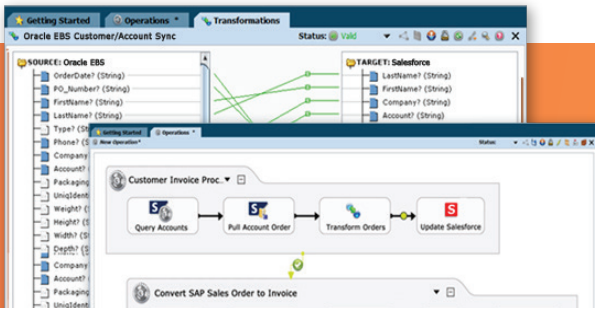 Getting Started
Operations *
Transformations
Oracle EBS Customer/Account Sync
Status:
Valid
SOURCE: Oracle EBS
OrderDate? (String)
PO_Number? (String)
FirstName? (String)
LastName? (String)
Type? (St
Phone? (S
Company
Account?
Packaging
UniqIdenti
Weight? (
Height? (S
Width? (S
Depth? (S
Company
Account?
Packaging
UniqIdenti
TARGET: Salesforce
LastName? (String)
FirstName? (String)
Company? (String)
Account? (String)
Getting Started
Operations *
New Operation*
Status:
Customer Invoice Proc..
Query Accounts
Pull Account Order
Transform Orders
Update Salesforce
Convert SAP Sales Order to Invoice